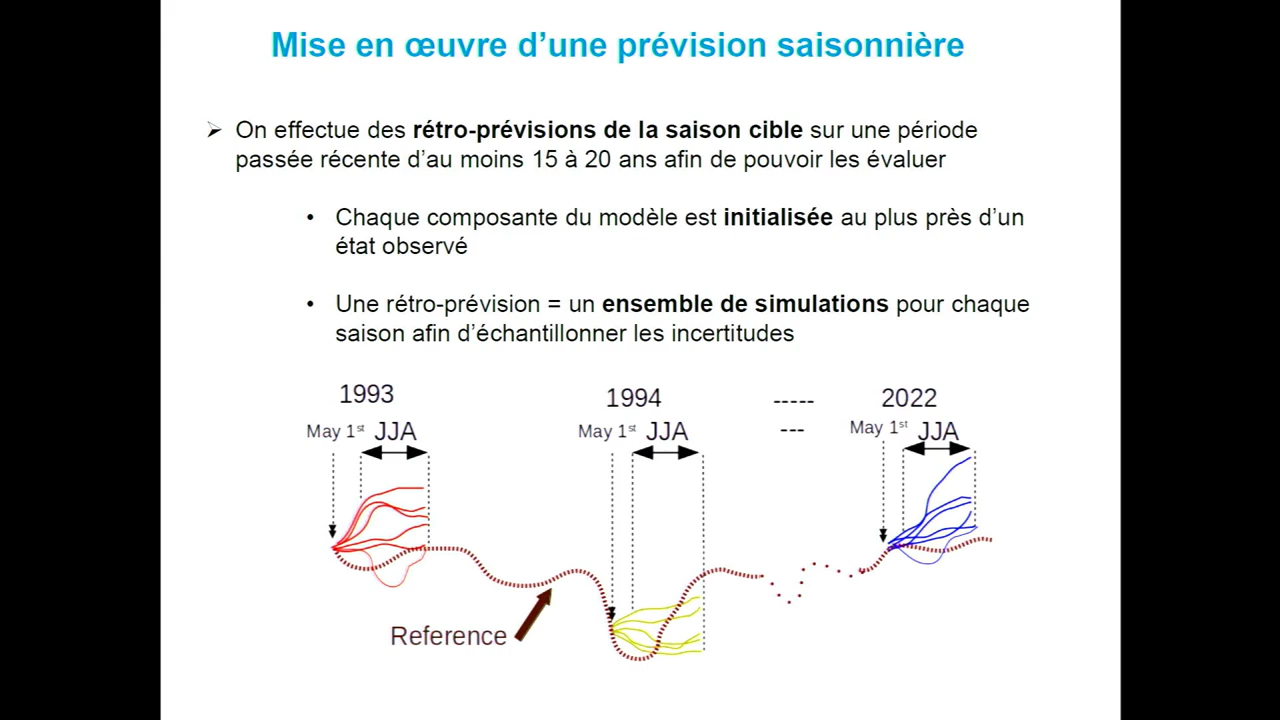 Mise en œuvre d’une prévision saisonnière
On effectue des rétro-prévisions de la saison cible sur une période
passée récente d’au moins 15 à 20 ans afin de pouvoir les évaluer
• Chaque composante du modèle est initialisée au plus près d’un
état observé
• Une rétro-prévision = un ensemble de simulations pour chaque
saison afin d’échantillonner les incertitudes
1993
May 1st JJA
1994
May 1st JJA
-----
---
2022
May 1st JJA
Reference